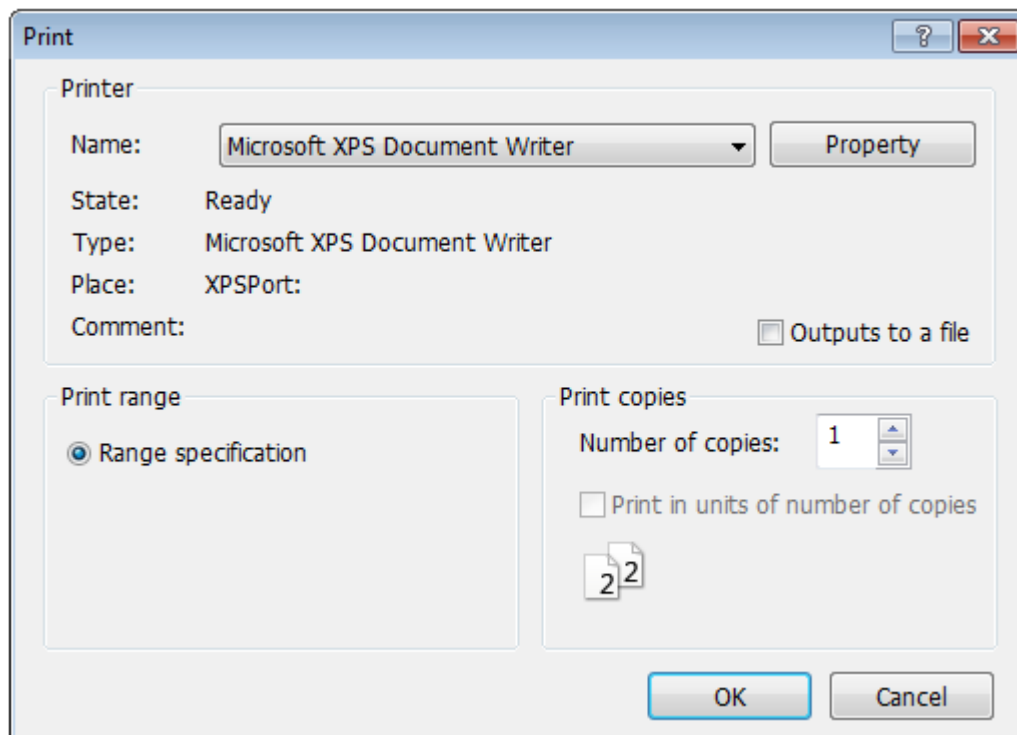 Print
Printer
Name: Microsoft XPS Document Writer Property
State: Ready
Type: Microsoft XPS Document Writer
Place: XPSPort:
Comment:
Outputs to a file
Print range
Range specification
Print copies
Number of copies: 1
Print in units of number of copies
2 2
OK Cancel